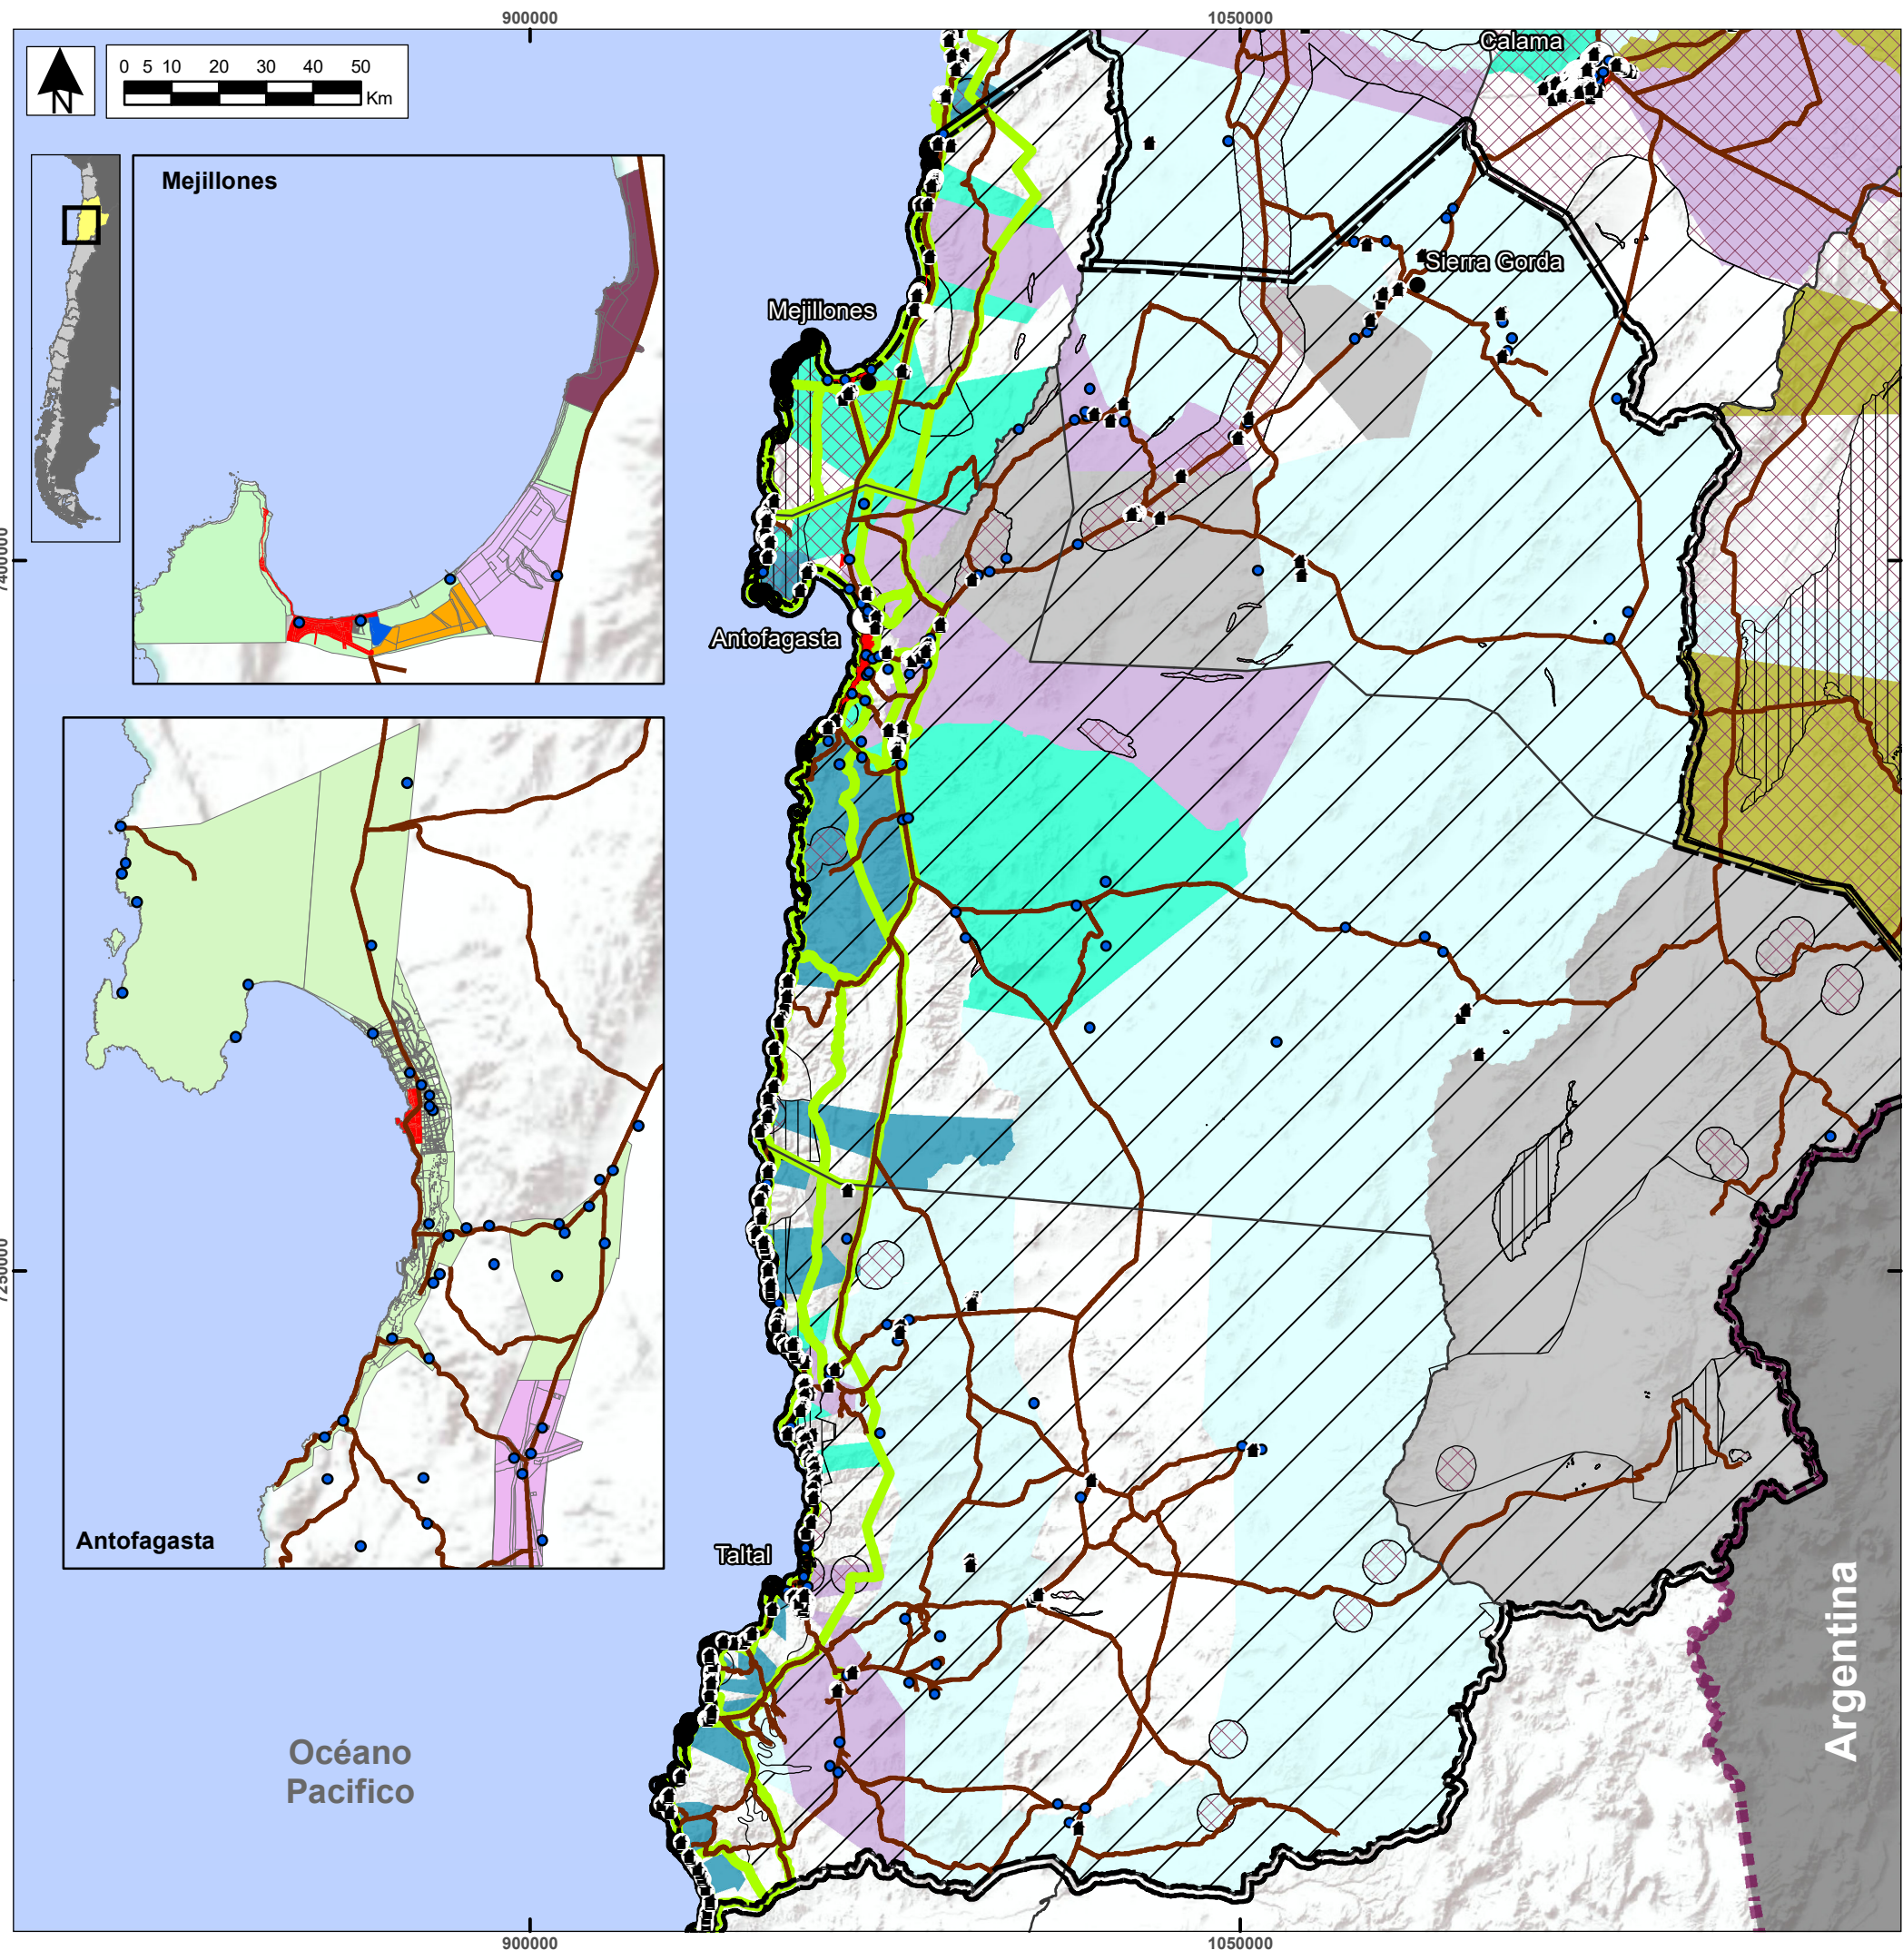 900000
1050000
N
0 5 10 20 30 40 50
Km
Calama
Mejillones
Sierra Gorda
Mejillones
Antofagasta
Antofagasta
Taltal
Océano
Pacifico
Argentina
7250000
900000
1050000